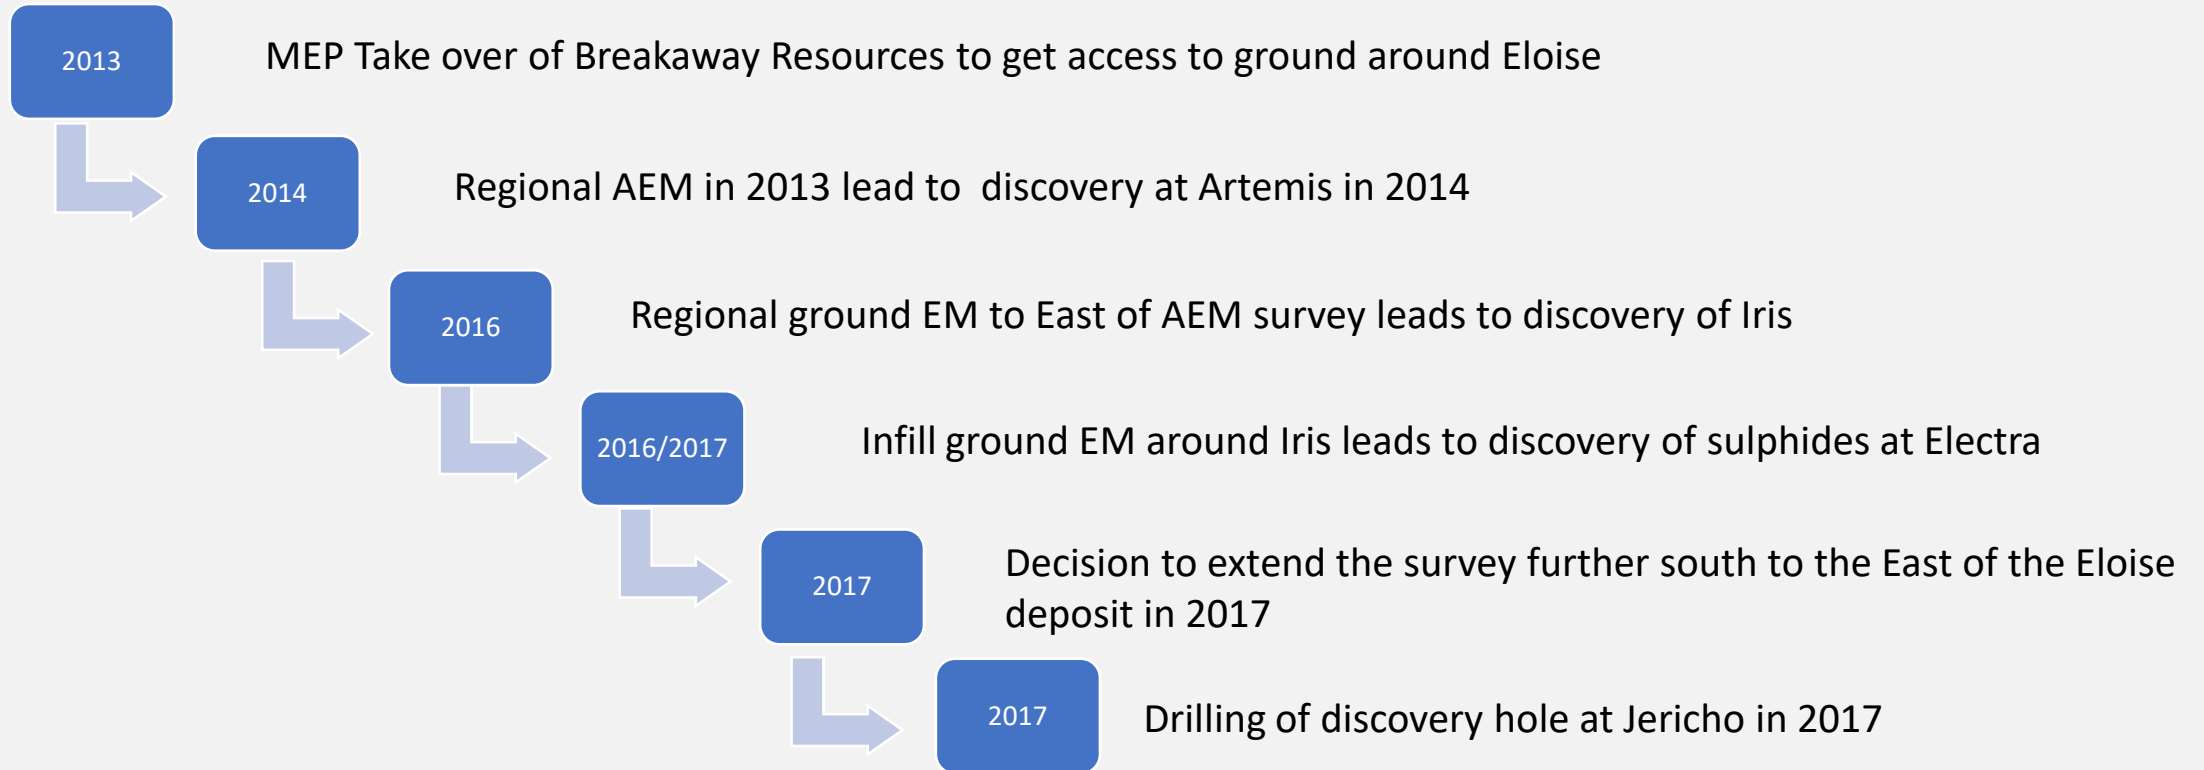 2013
MEP Take over of Breakaway Resources to get access to ground around Eloise
2014
Regional AEM in 2013 lead to  discovery at Artemis in 2014
2016
Regional ground EM to East of AEM survey leads to discovery of Iris
2016/2017
Infill ground EM around Iris leads to discovery of sulphides at Electra
2017
Decision to extend the survey further south to the East of the Eloise
deposit in 2017
2017
Drilling of discovery hole at Jericho in 2017